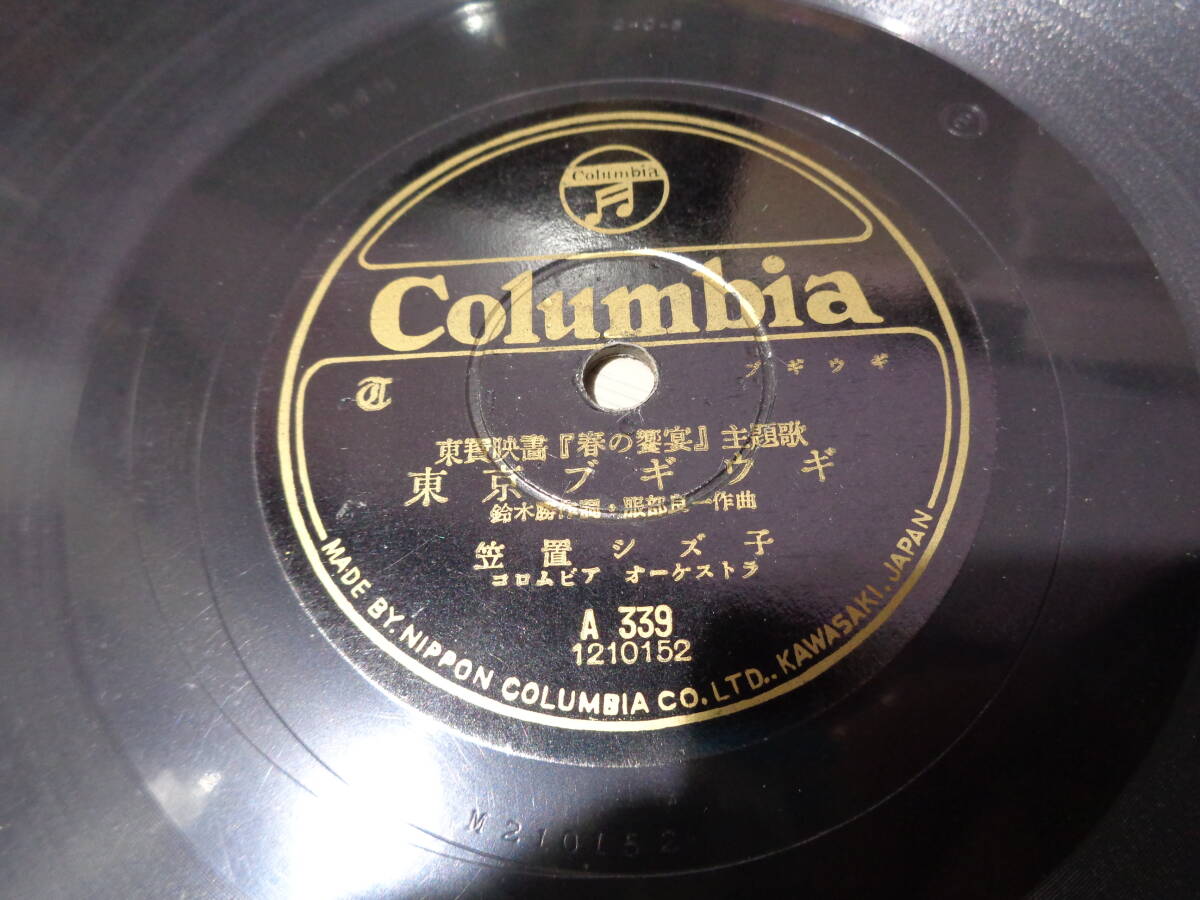 Columbia
Columbia
ブギウギ
T
東寳映畫『春の饗宴』主題歌
東京ブギウギ
鈴木勝作詞・服部良一作曲
笠置シズ子
コロムビア オーケストラ
A 339
1210152
MADE BY. NIPPON COLUMBIA CO. LTD.. KAWASAKI. JAPAN
M210152